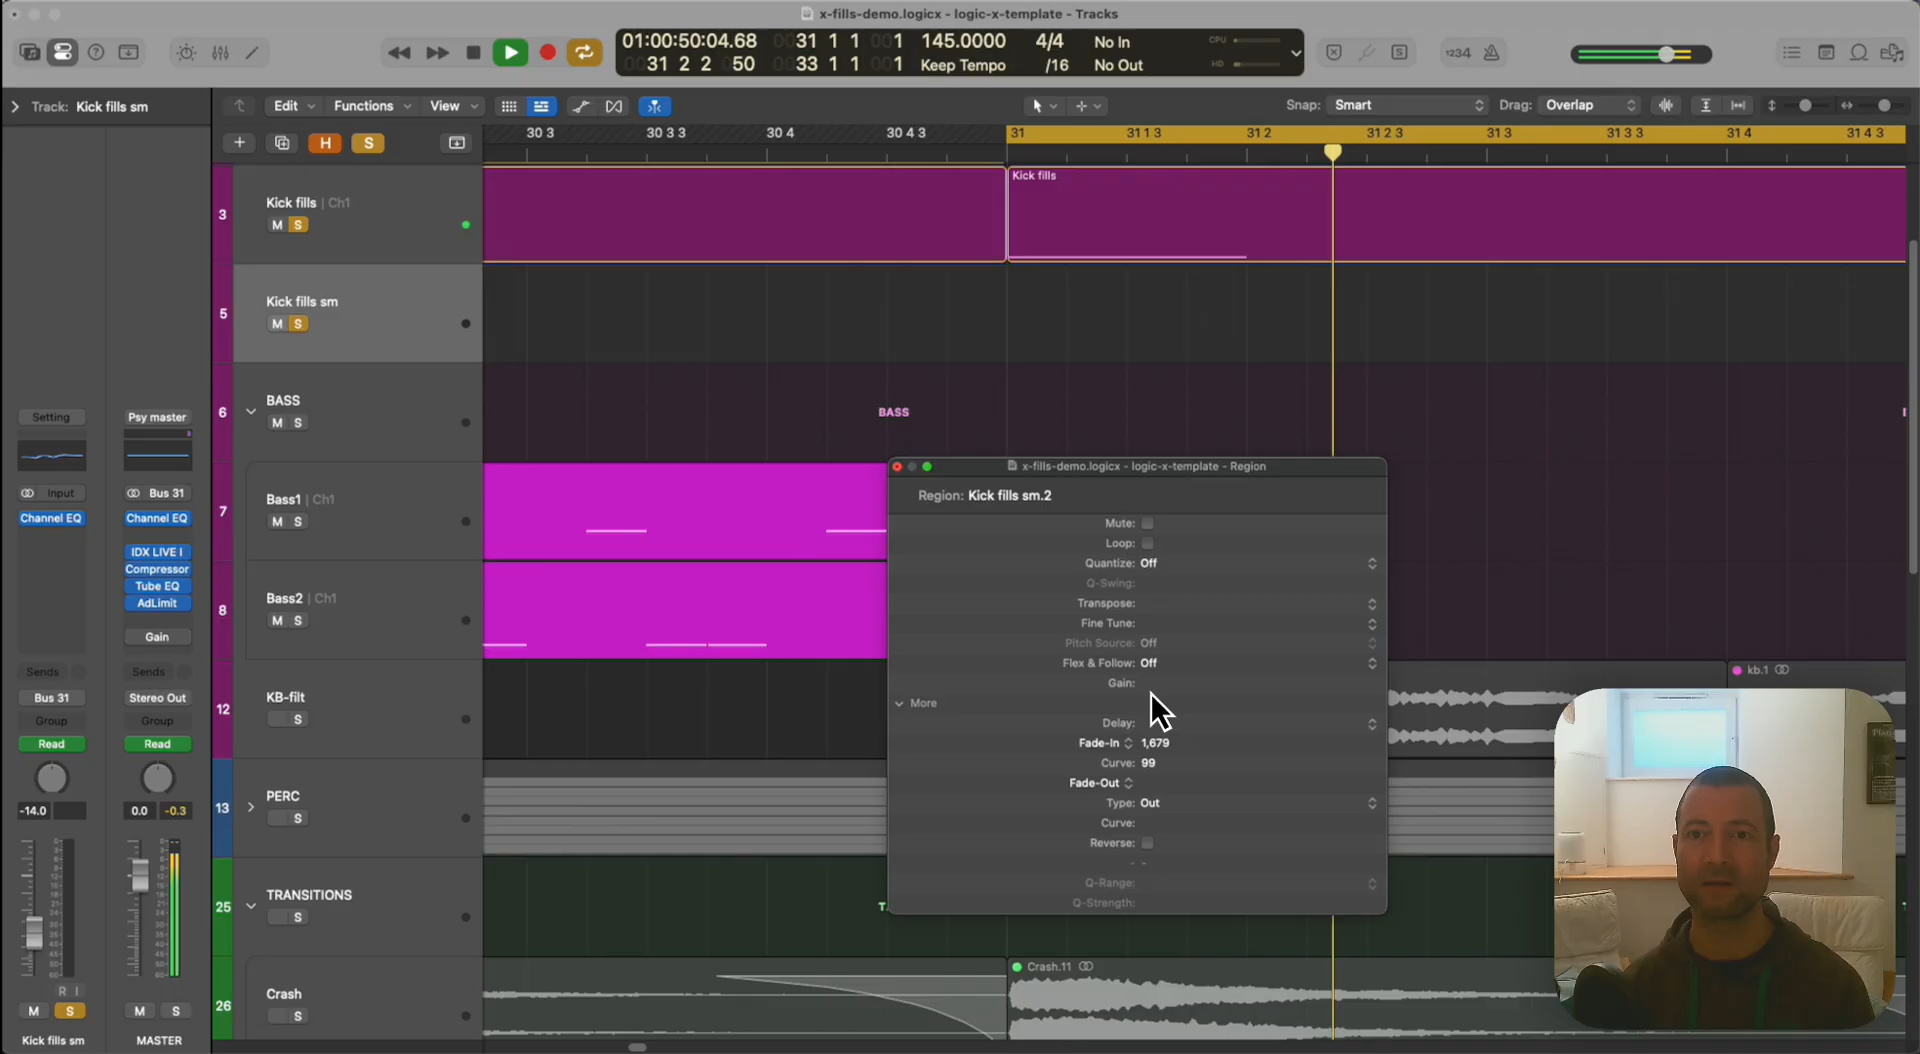 x-fills-demo.logicx - logic-x-template - Tracks
01:00:50:04.68 0031 1 1 001 145.0000 4/4 No In CPU
0031 2 2 050 0033 1 1 001 Keep Tempo /16 No Out HD
1234
Track: Kick fills sm
Edit Functions View
Snap: Smart Drag: Overlap
H S
30 3 30 3 3 30 4 30 4 3 31 31 1 3 31 2 31 2 3 31 3 31 3 3 31 4 31 4 3
3 Kick fills | Ch1
M S
Kick fills
5 Kick fills sm
M S
6 BASS
M S
BASS
7 Bass1 | Ch1
M S
8 Bass2 | Ch1
M S
12 KB-filt
S
kb.1
13 PERC
S
25 TRANSITIONS
S
26 Crash
S
Crash.11
x-fills-demo.logicx - logic-x-template - Region
Region: Kick fills sm.2
Mute:
Loop:
Quantize: Off
Q-Swing:
Transpose:
Fine Tune:
Pitch Source: Off
Flex & Follow: Off
Gain:
More
Delay:
Fade-In 1,679
Curve: 99
Fade-Out
Type: Out
Curve:
Reverse:
Q-Range:
Q-Strength:
Setting Psy master
Input Bus 31
Channel EQ Channel EQ
IDX LIVE I
Compressor
Tube EQ
AdLimit
Gain
Sends Sends
Bus 31 Stereo Out
Group Group
Read Read
-14.0 0.0 -0.3
R I
M S M S
Kick fills sm MASTER